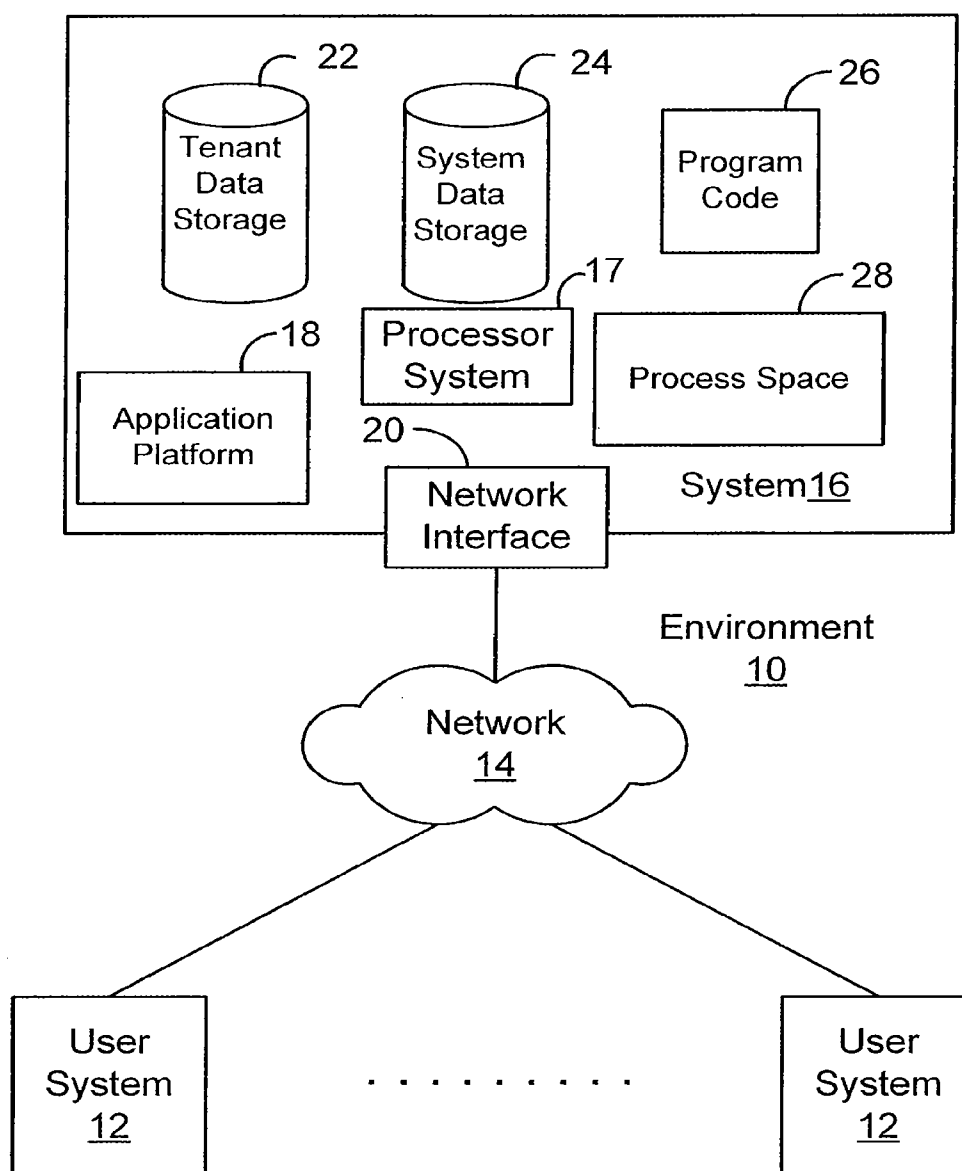 22
24
26
Tenant
Data
Storage
System
Data
Storage
Program
Code
17
28
18
Processor
System
Process Space
Application
Platform
20
System16
Network
Interface
Environment
10
Network
14
User
System
12
. . . . . . . . .
User
System
12